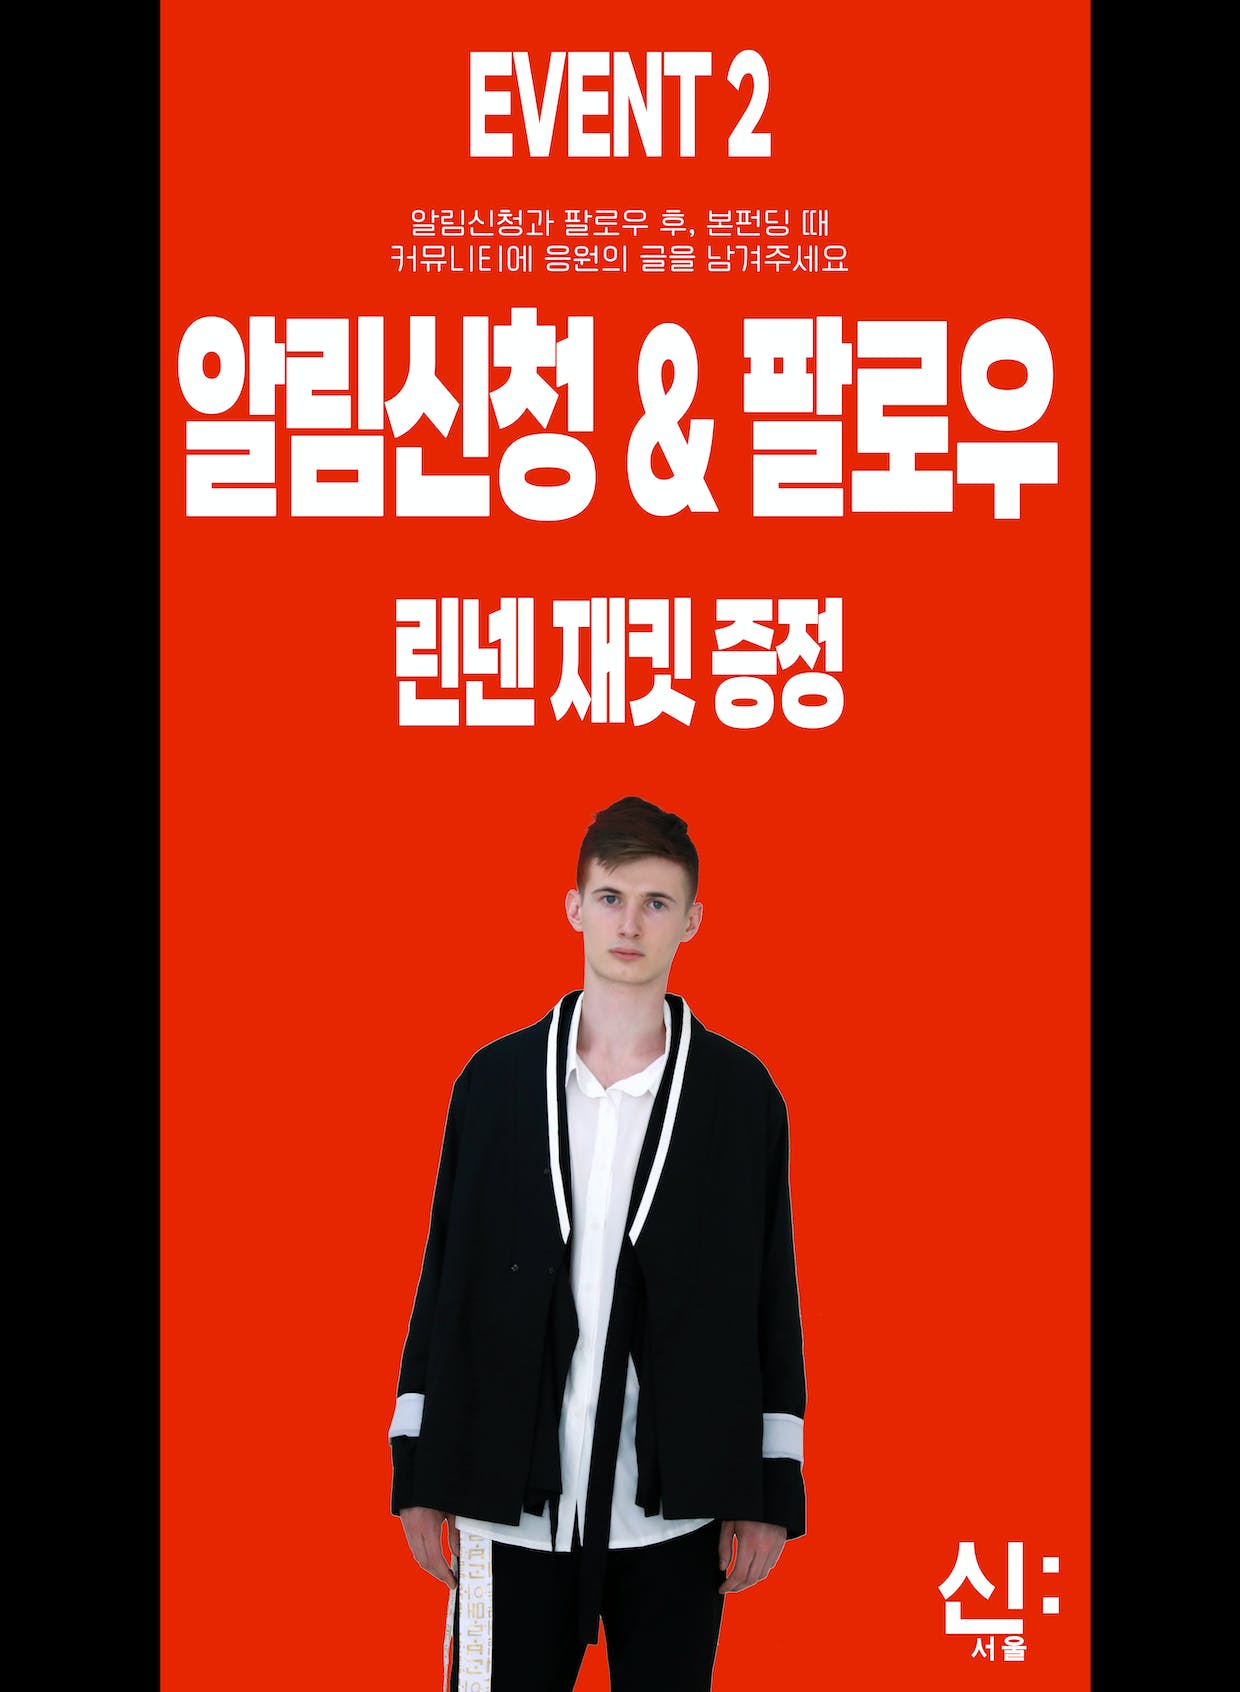 EVENT 2
알림신청과 팔로우 후, 본펀딩 때
커뮤니티에 응원의 글을 남겨주세요
알림신청 & 팔로우
린넨 재킷 증정
신:
서울